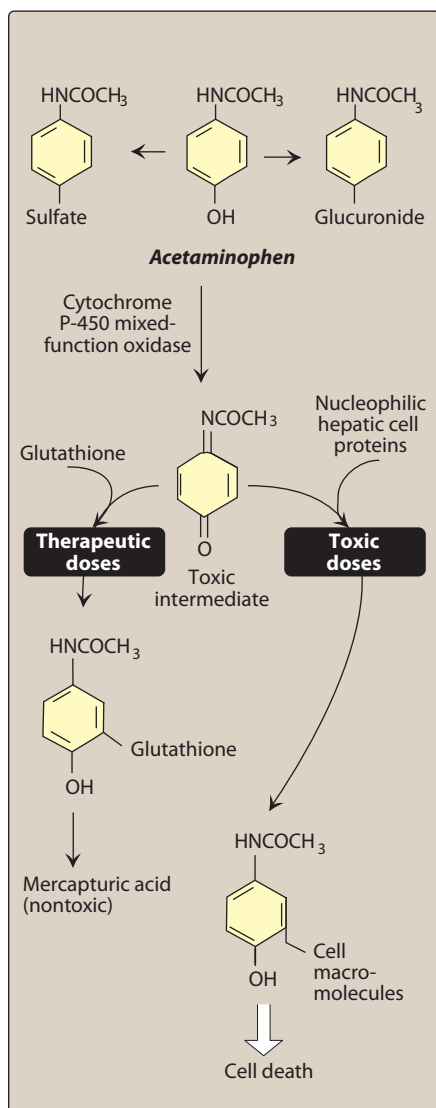 HNCOCH3
HNCOCH3
HNCOCH3
Sulfate
OH
Glucuronide
Acetaminophen
Cytochrome
P-450 mixed-
function oxidase
NCOCH3
Nucleophilic
hepatic cell
proteins
Glutathione
O
Therapeutic
doses
Toxic
doses
Toxic
intermediate
HNCOCH3
Glutathione
OH
Mercapturic acid
(nontoxic)
HNCOCH3
OH
Cell
macro-
molecules
Cell death